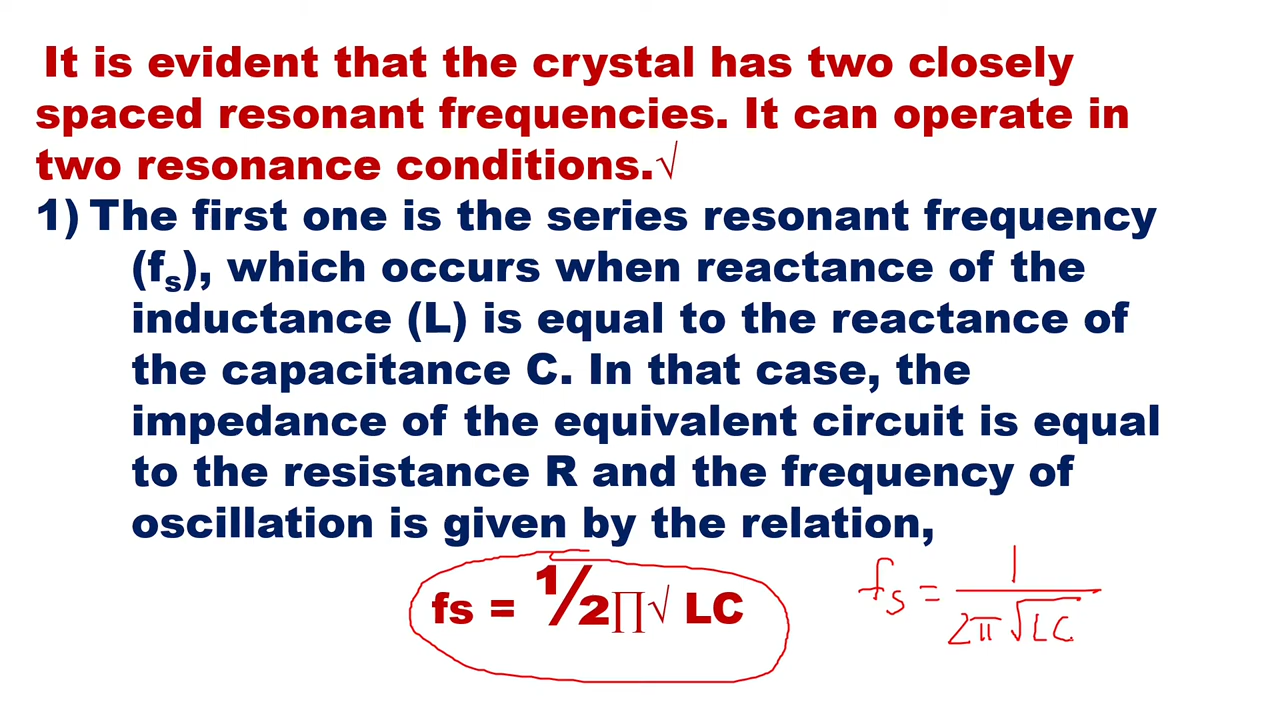 It is evident that the crystal has two closely
spaced resonant frequencies. It can operate in
two resonance conditions.√
1) The first one is the series resonant frequency
(fs), which occurs when reactance of the
inductance (L) is equal to the reactance of
the capacitance C. In that case, the
impedance of the equivalent circuit is equal
to the resistance R and the frequency of
oscillation is given by the relation,
fs = ½∏√ LC
fs = 1 / 2π√LC